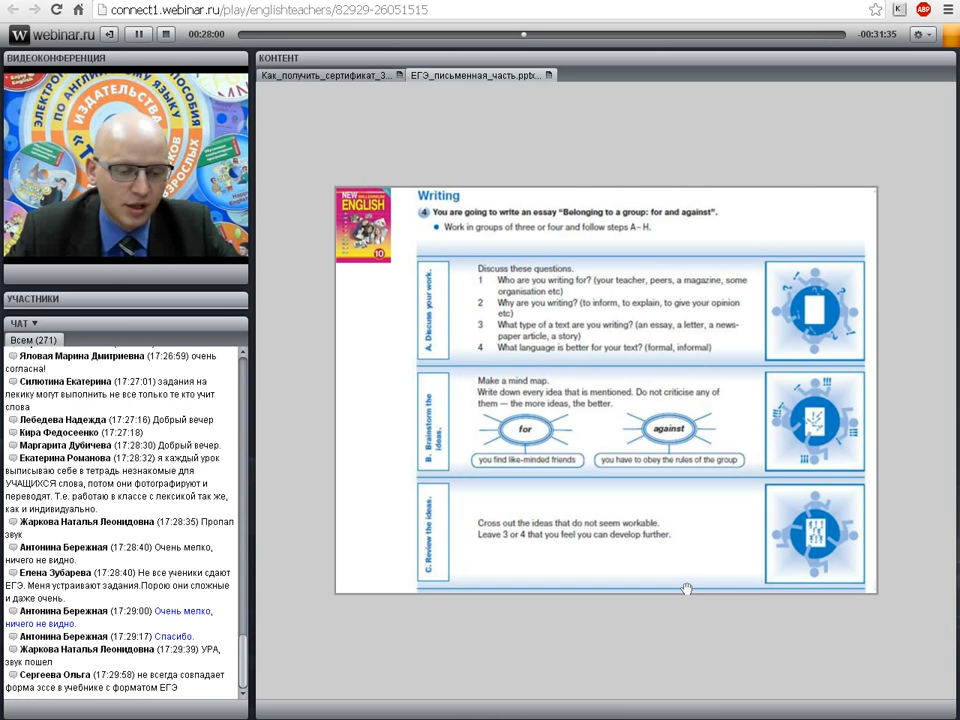 connect1.webinar.ru/play/englishteachers/82929-26051515
ABP
webinar.ru
00:28:00
-00:31:35
ВИДЕОКОНФЕРЕНЦИЯ
ЭЛЕКТРОН
ПО АНГЛИЙСКОМУ ЯЗЫКУ
ИЗДАТЕЛЬСТВА
УЧАСТНИКИ
ЧАТ
Всем (271)
Яловая Марина Дмитриевна (17:26:59) очень
согласна!
Силютина Екатерина (17:27:01) задания на
лекику могут выполнить не все только те кто учит
слова
Лебедева Надежда (17:27:16) Добрый вечер
Кира Федосеенко (17:27:18)
Маргарита Дубичева (17:28:30) Добрый вечер.
Екатерина Романова (17:28:32) я каждый урок
выписываю себе в тетрадь незнакомые для
УЧАЩИХСЯ слова, потом они фотографируют и
переводят. Т.е. работаю в классе с лексикой так же,
как и индивидуально.
Жаркова Наталья Леонидовна (17:28:35) Пропал
звук
Антонина Бережная (17:28:40) Очень мелко,
ничего не видно.
Елена Зубарева (17:28:40) Не все ученики сдают
ЕГЭ. Меня устраивают задания.Порою они сложные
и даже очень.
Антонина Бережная (17:29:00) Очень мелко,
ничего не видно.
Антонина Бережная (17:29:17) Спасибо.
Жаркова Наталья Леонидовна (17:29:39) УРА,
звук пошел
Сергеева Ольга (17:29:58) не всегда совпадает
форма эссе в учебнике с форматом ЕГЭ
КОНТЕНТ
Как_получить_сертификат_3...
ЕГЭ_письменная_часть.pptx...
NEW MILLENNIUM
ENGLISH
10
Writing
4 You are going to write an essay “Belonging to a group: for and against”.
• Work in groups of three or four and follow steps A–H.
A. Discuss your work.
Discuss these questions.
1 Who are you writing for? (your teacher, peers, a magazine, some
organisation etc)
2 Why are you writing? (to inform, to explain, to give your opinion
etc)
3 What type of a text are you writing? (an essay, a letter, a news-
paper article, a story)
4 What language is better for your text? (formal, informal)
B. Brainstorm the
ideas.
Make a mind map.
Write down every idea that is mentioned. Do not criticise any of
them — the more ideas, the better.
for
against
you find like-minded friends
you have to obey the rules of the group
C. Review the ideas.
Cross out the ideas that do not seem workable.
Leave 3 or 4 that you feel you can develop further.